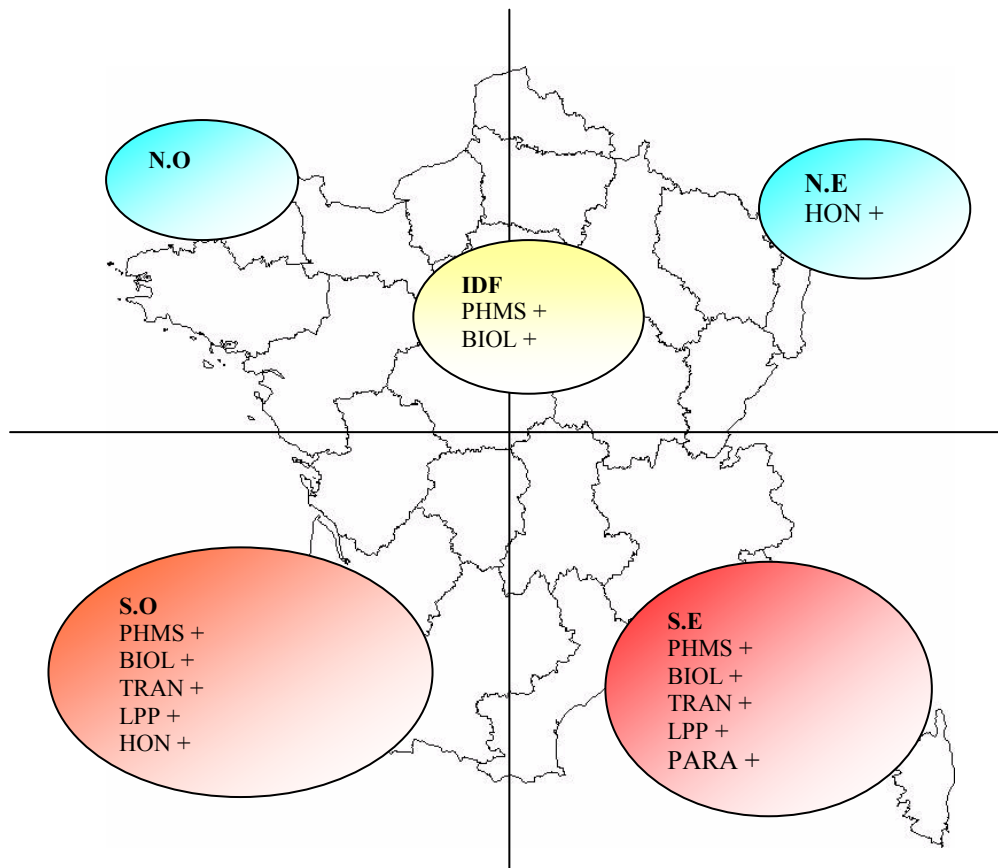 N.O
N.E
HON +
IDF
PHMS +
BIOL +
S.O
PHMS +
BIOL +
TRAN +
LPP +
HON +
S.E
PHMS +
BIOL +
TRAN +
LPP +
PARA +